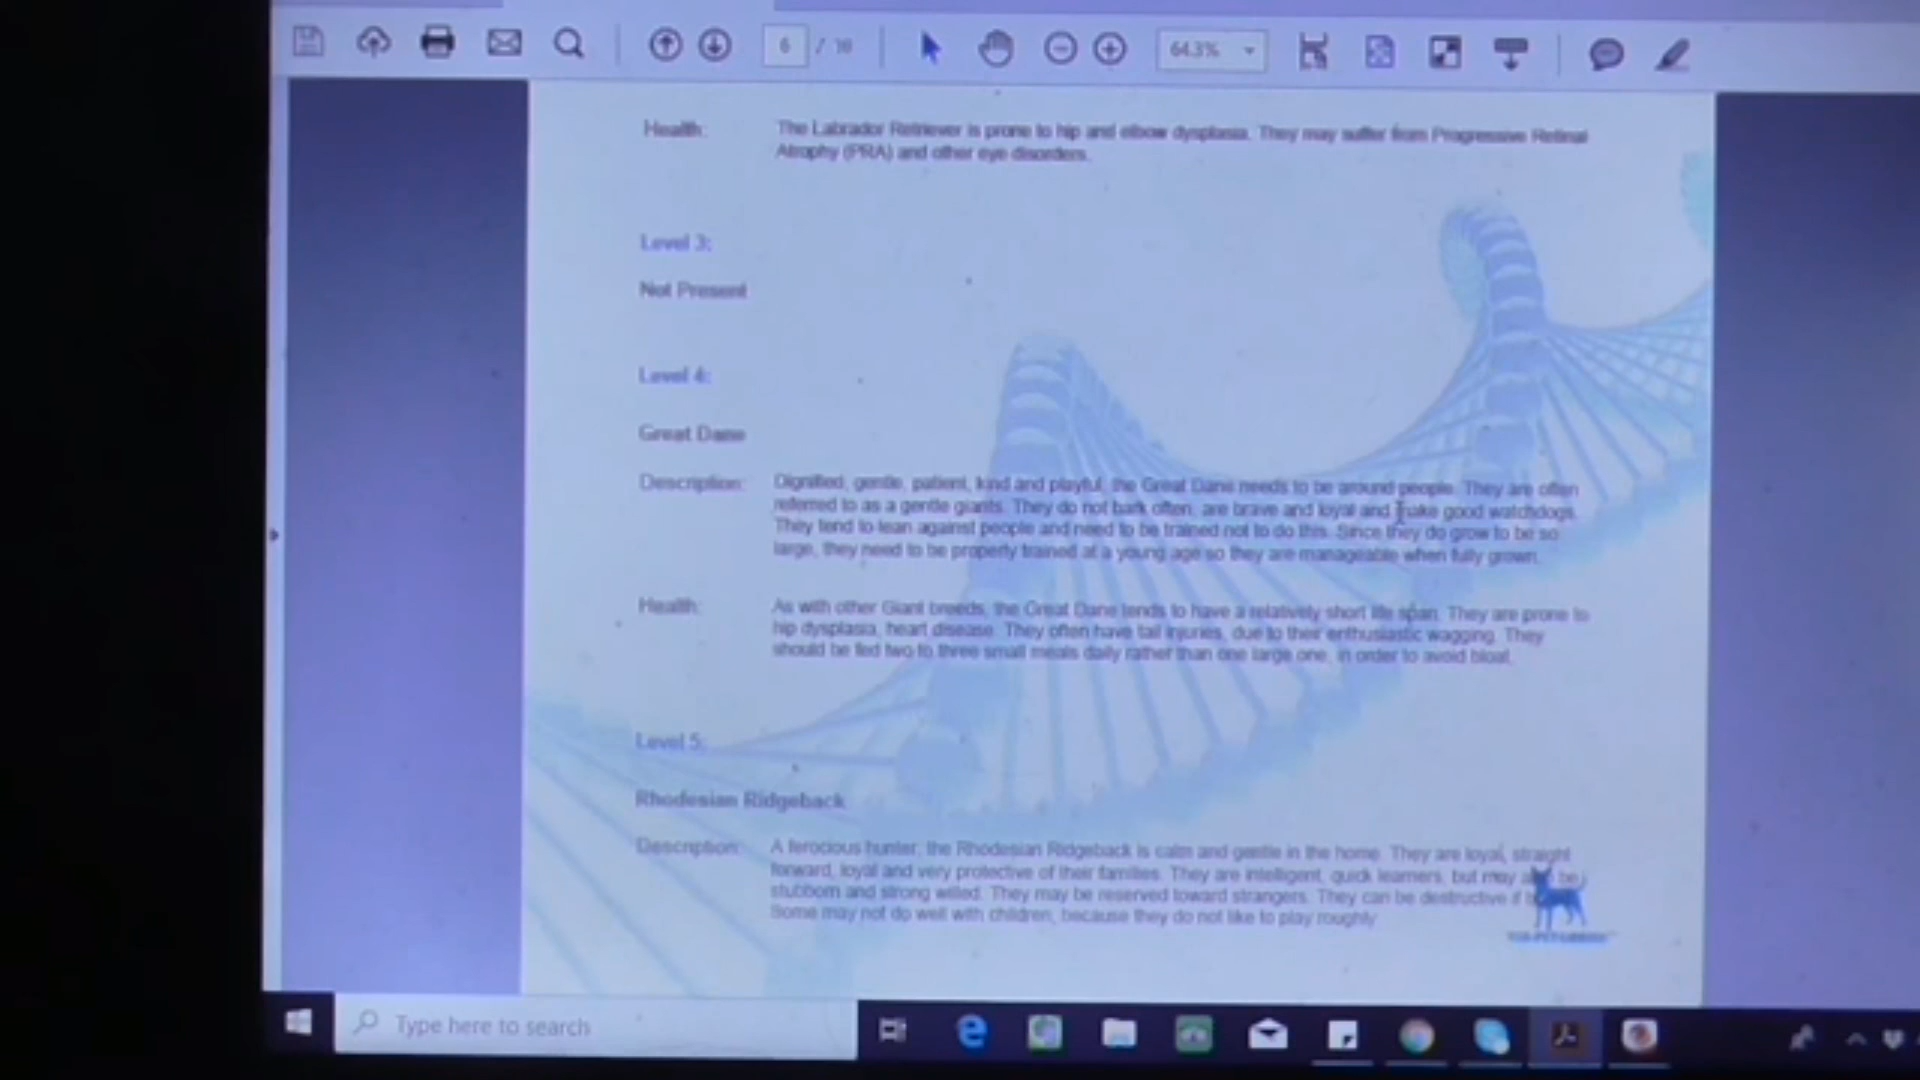 6 / 10
64.3%
Health: The Labrador Retriever is prone to hip and elbow dysplasia. They may suffer from Progressive Retinal
Atrophy (PRA) and other eye disorders.
Level 3:
Not Present
Level 4:
Great Dane
Description: Dignified, gentle, patient, kind and playful, the Great Dane needs to be around people. They are often
referred to as a gentle giants. They do not bark often, are brave and loyal and make good watchdogs.
They tend to lean against people and need to be trained not to do this. Since they do grow to be so
large, they need to be properly trained at a young age so they are manageable when fully grown.
Health: As with other Giant breeds, the Great Dane tends to have a relatively short life span. They are prone to
hip dysplasia, heart disease. They often have tail injuries, due to their enthusiastic wagging. They
should be fed two to three small meals daily rather than one large one, in order to avoid bloat.
Level 5:
Rhodesian Ridgeback
Description: A ferocious hunter, the Rhodesian Ridgeback is calm and gentle in the home. They are loyal, straight
forward, loyal and very protective of their families. They are intelligent, quick learners, but may be
stubborn and strong willed. They may be reserved toward strangers. They can be destructive if
Some may not do well with children, because they do not like to play roughly.
Type here to search